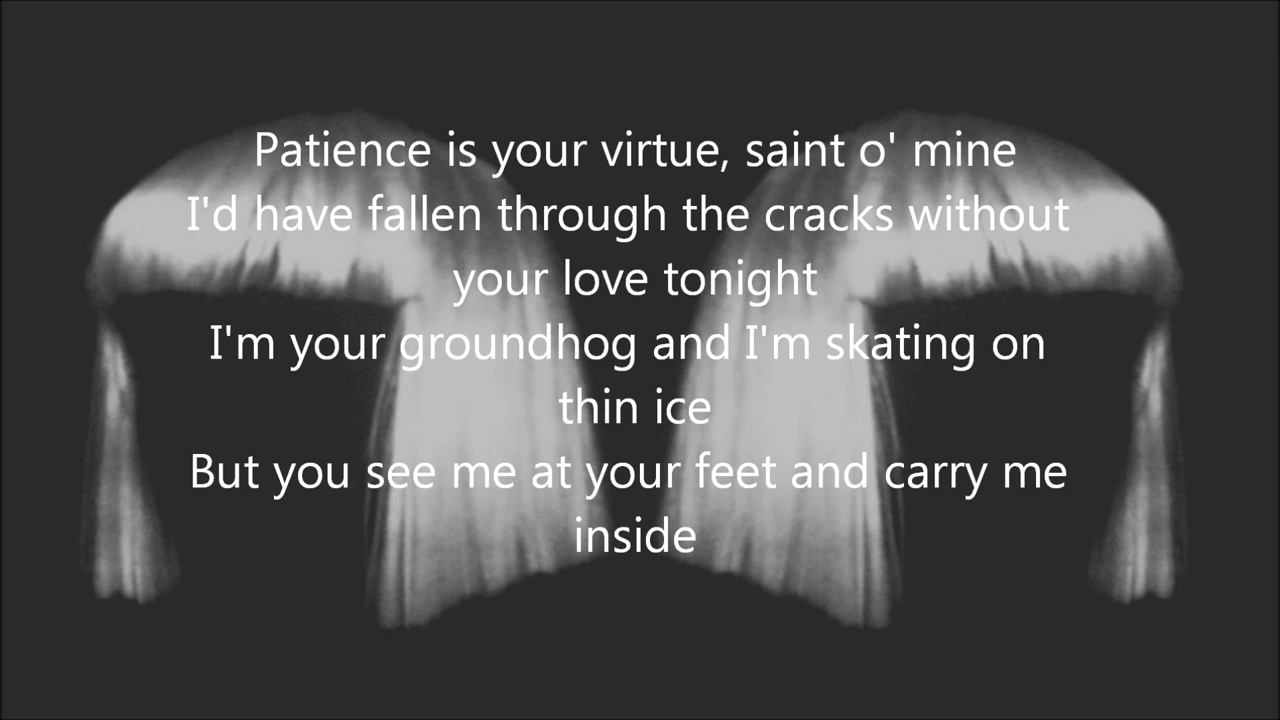 Patience is your virtue, saint o' mine
I'd have fallen through the cracks without
your love tonight
I'm your groundhog and I'm skating on
thin ice
But you see me at your feet and carry me
inside